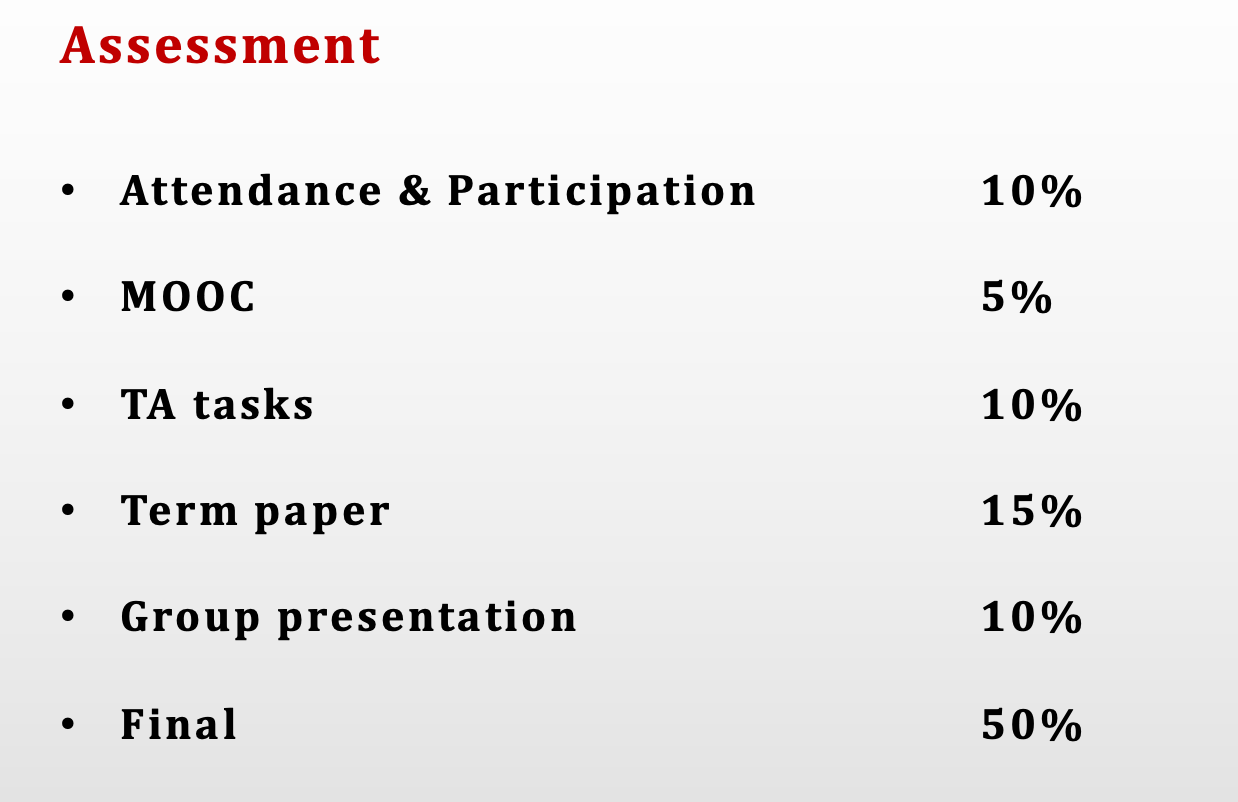 Assessment
• Attendance & Participation 10%
• MOOC 5%
• TA tasks 10%
• Term paper 15%
• Group presentation 10%
• Final 50%